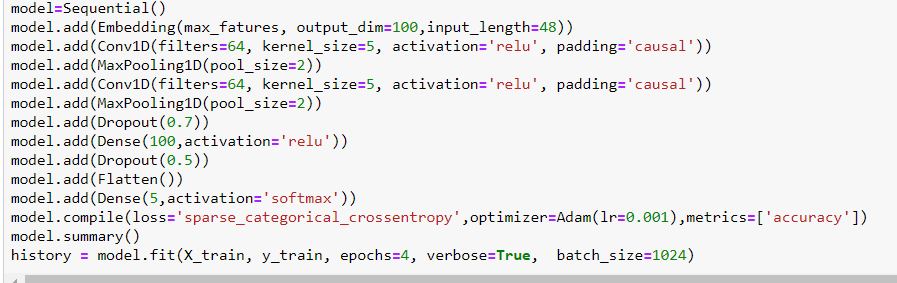 model=Sequential()
model.add(Embedding(max_fatures, output_dim=100,input_length=48))
model.add(Conv1D(filters=64, kernel_size=5, activation='relu', padding='causal'))
model.add(MaxPooling1D(pool_size=2))
model.add(Conv1D(filters=64, kernel_size=5, activation='relu', padding='causal'))
model.add(MaxPooling1D(pool_size=2))
model.add(Dropout(0.7))
model.add(Dense(100,activation='relu'))
model.add(Dropout(0.5))
model.add(Flatten())
model.add(Dense(5,activation='softmax'))
model.compile(loss='sparse_categorical_crossentropy',optimizer=Adam(lr=0.001),metrics=['accuracy'])
model.summary()
history = model.fit(X_train, y_train, epochs=4, verbose=True,  batch_size=1024)